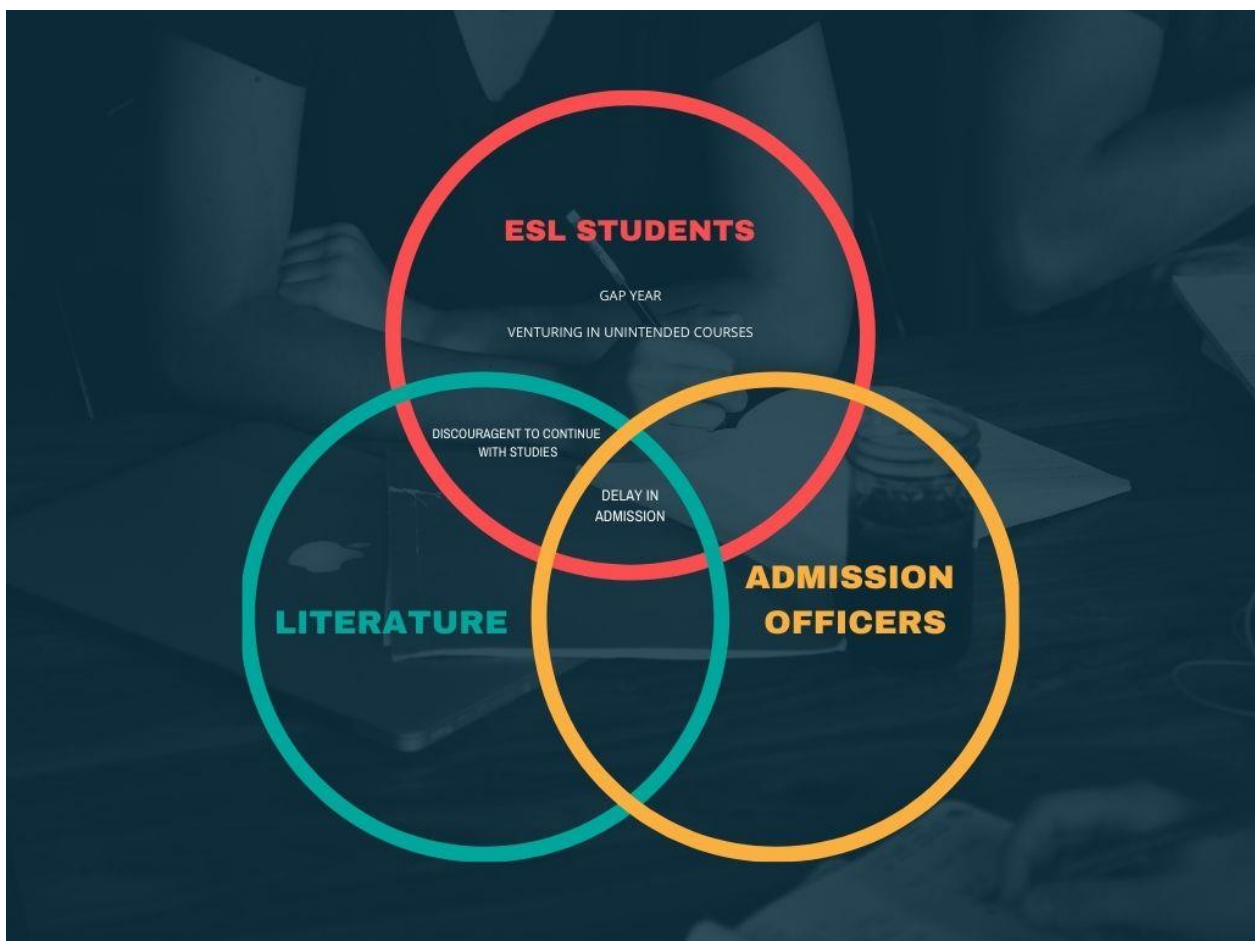 ESL STUDENTS
GAP YEAR
VENTURING IN UNINTENDED COURSES
DISCOURAGENT TO CONTINUE
WITH STUDIES
DELAY IN
ADMISSION
LITERATURE
ADMISSION
OFFICERS